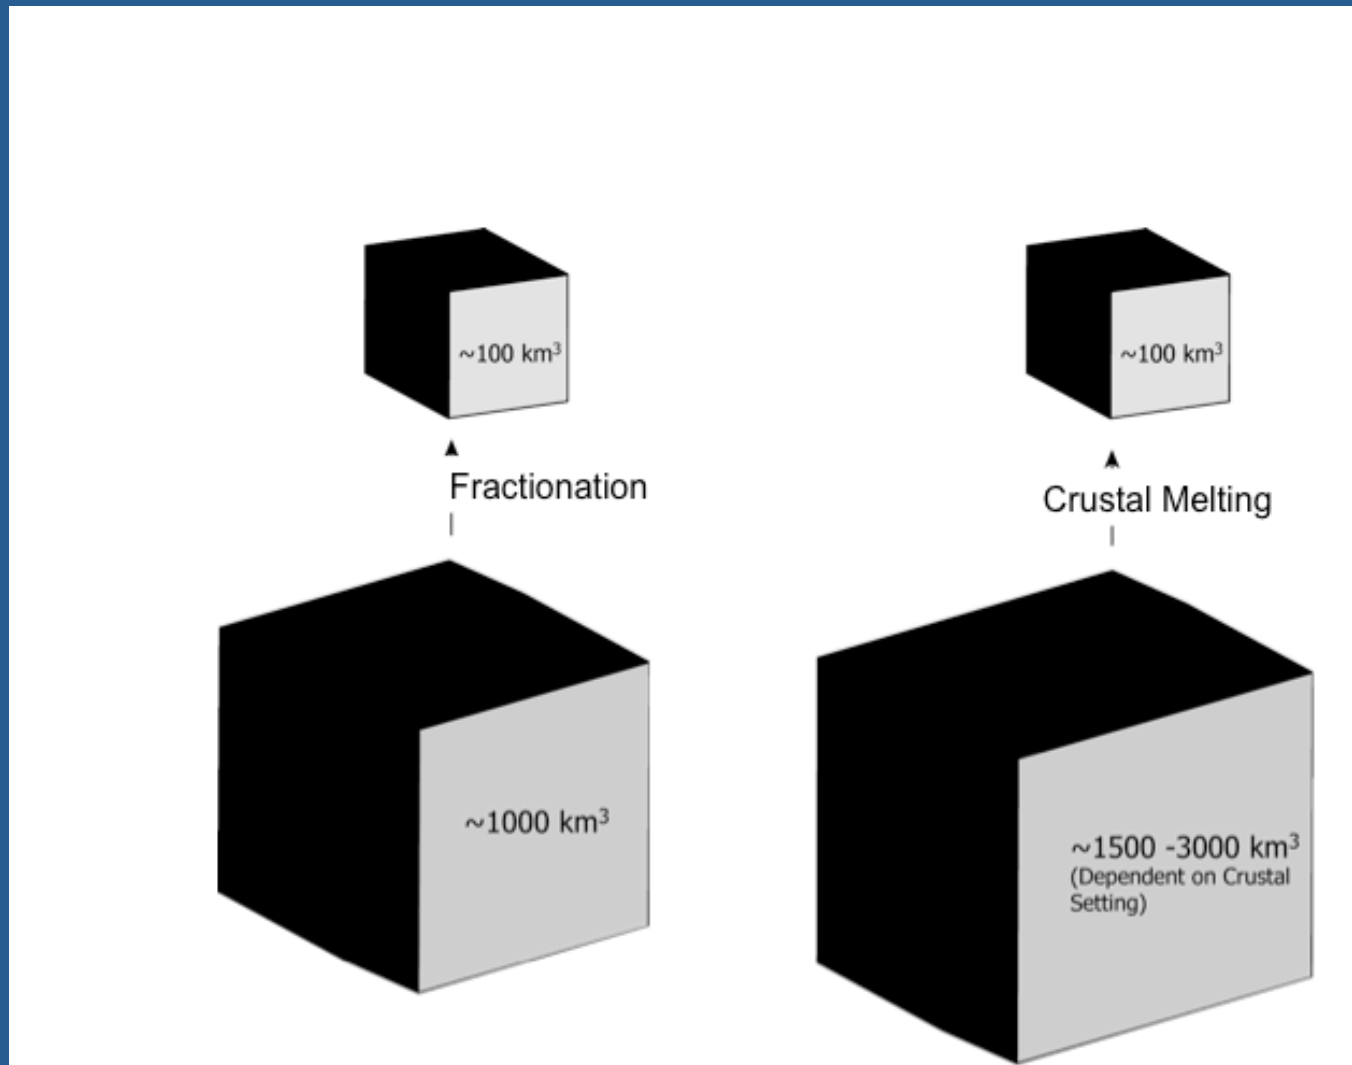 ~100 km³
~100 km³
Fractionation
Crustal Melting
~1000 km³
~1500 -3000 km³
(Dependent on Crustal
Setting)